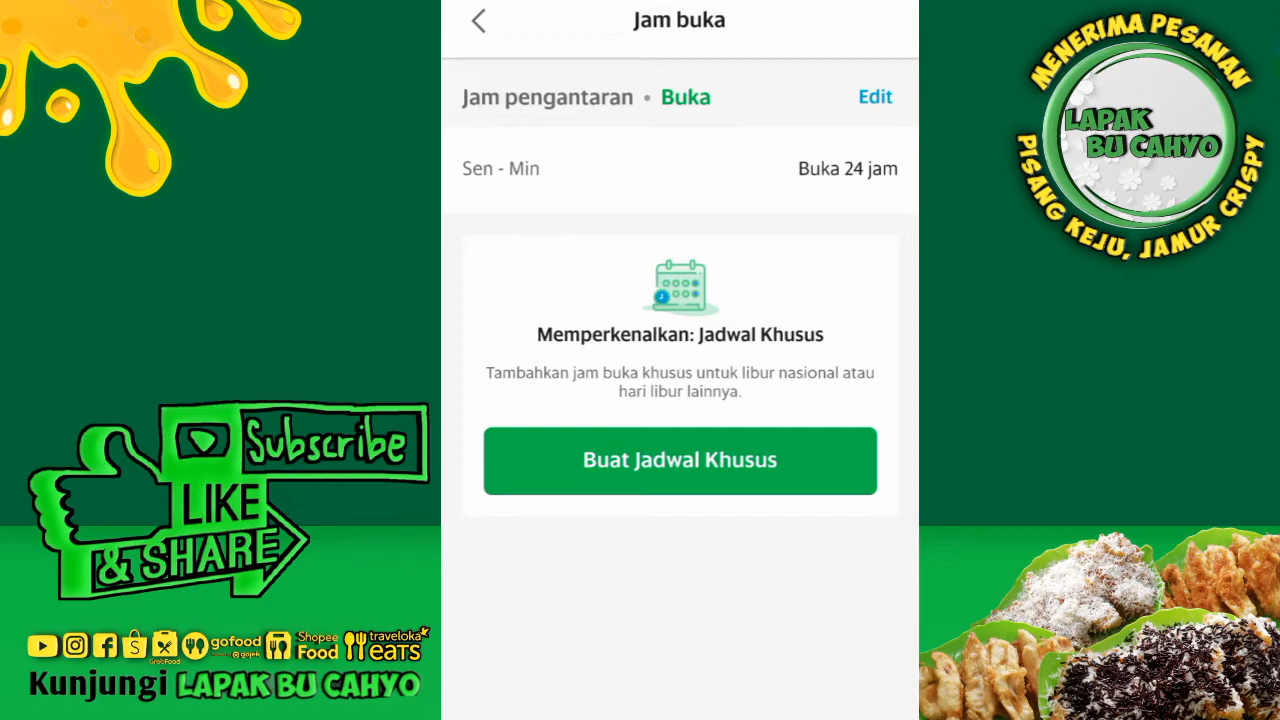 Jam buka
Jam pengantaran • Buka
Edit
Sen - Min
Buka 24 jam
Memperkenalkan: Jadwal Khusus
Tambahkan jam buka khusus untuk libur nasional atau
hari libur lainnya.
Buat Jadwal Khusus
MENERIMA PESANAN
LAPAK
BU CAHYO
PISANG KEJU, JAMUR CRISPY
Subscribe
LIKE
& SHARE
GrabFood
gofood
gojek
Shopee
Food
traveloka
EATS
Kunjungi LAPAK BU CAHYO